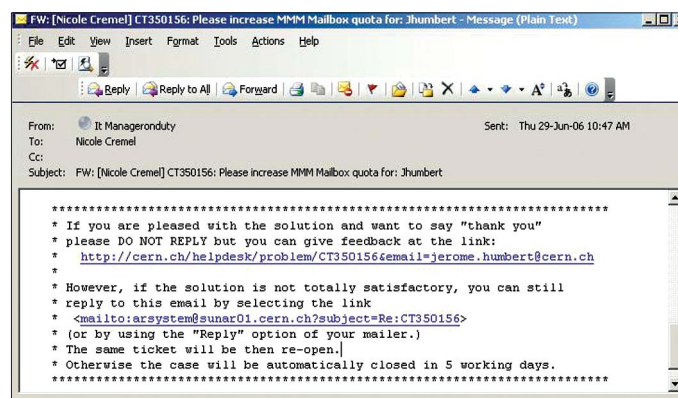 FW: [Nicole Cremel] CT350156: Please increase MMM Mailbox quota for: Jhumbert - Message (Plain Text)
File Edit View Insert Format Tools Actions Help
Reply Reply to All Forward
From: It Manageronduty Sent: Thu 29-Jun-06 10:47 AM
To: Nicole Cremel
Cc:
Subject: FW: [Nicole Cremel] CT350156: Please increase MMM Mailbox quota for: Jhumbert
***************************************************************************
* If you are pleased with the solution and want to say "thank you"
* please DO NOT REPLY but you can give feedback at the link:
* http://cern.ch/helpdesk/problem/CT350156&email=jerome.humbert@cern.ch
*
* However, if the solution is not totally satisfactory, you can still
* reply to this email by selecting the link
* <mailto:arsystem@sunar01.cern.ch?subject=Re:CT350156>
* (or by using the "Reply" option of your mailer.)
* The same ticket will be then re-open.
* Otherwise the case will be automatically closed in 5 working days.
***************************************************************************